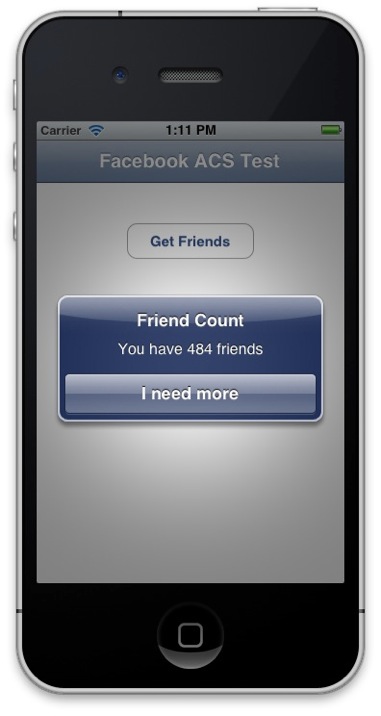 Carrier 1:11 PM
Facebook ACS Test
Get Friends
Friend Count
You have 484 friends
I need more